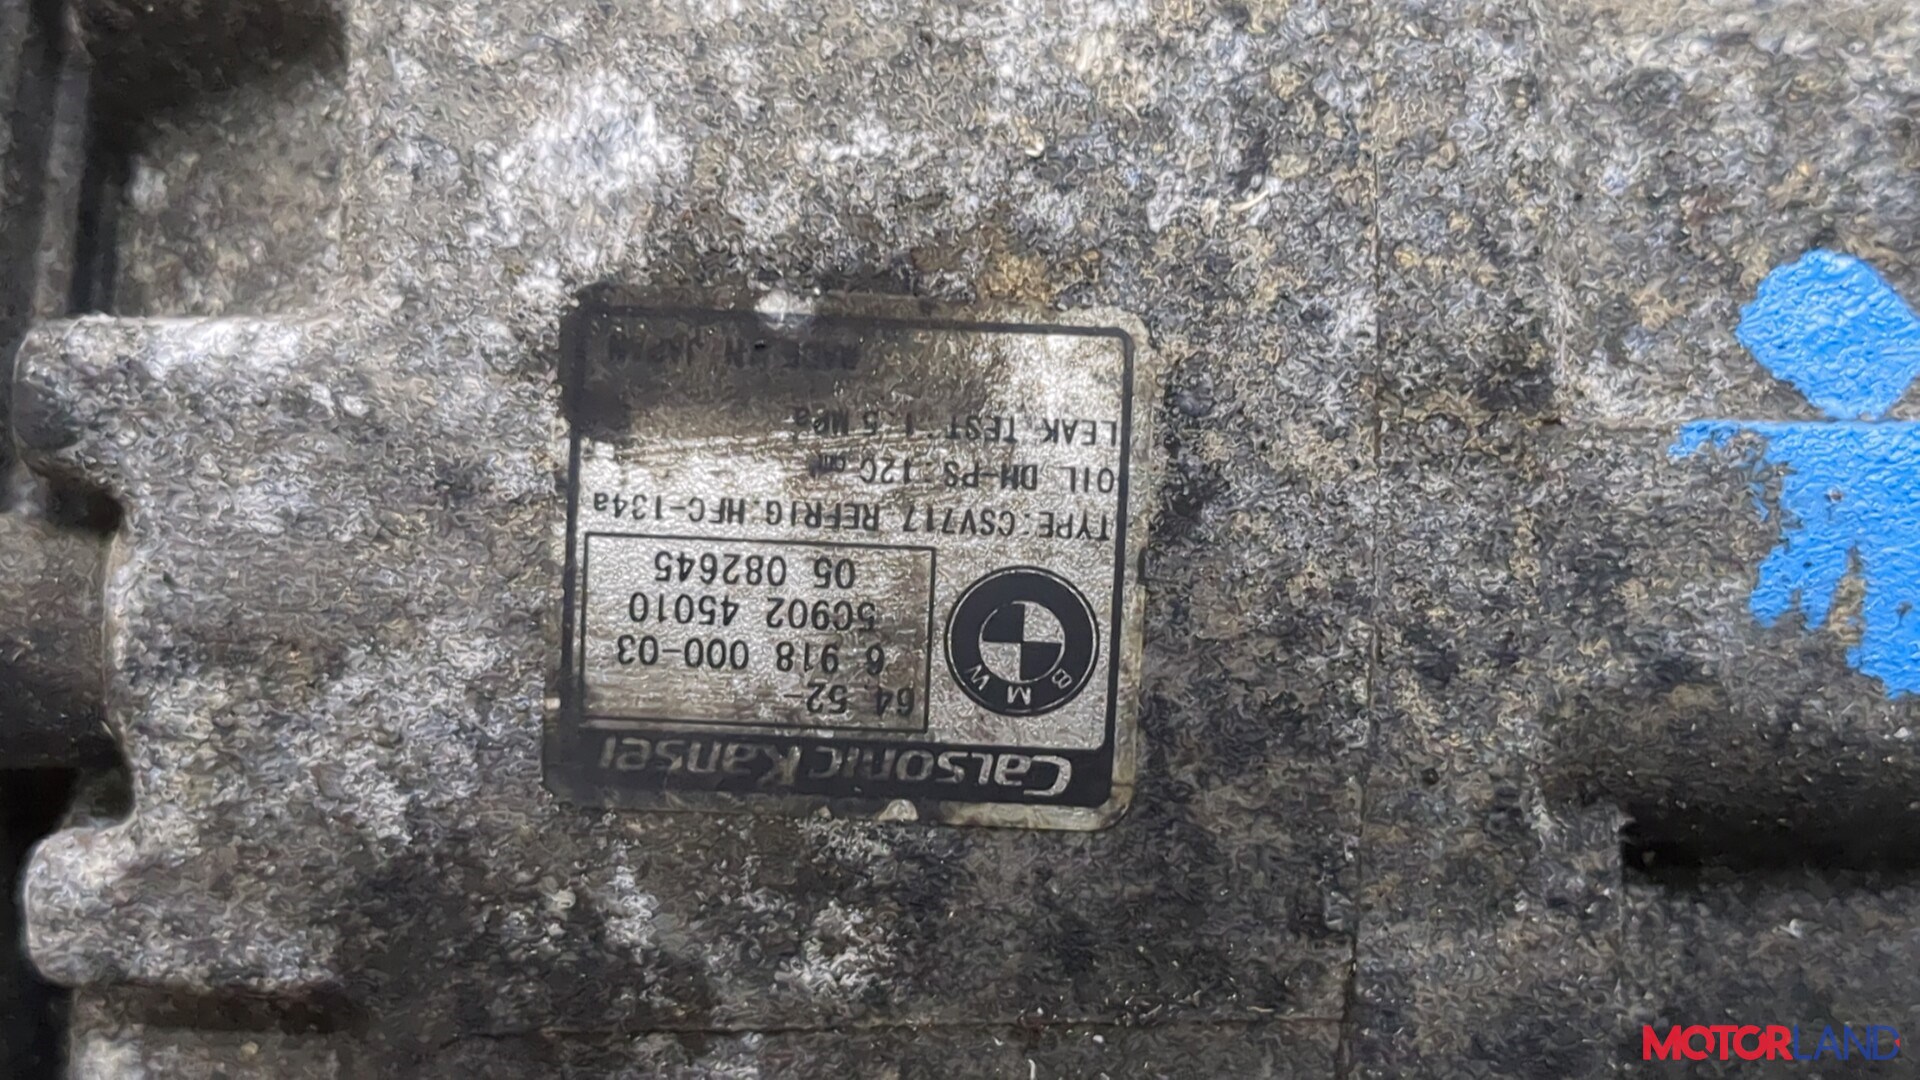 Calsonic Kansei
64 52-
6 918 000-03
5C902 45010
05 082645
BMW
TYPE:CSV717 REFRIG.HFC-134a
OIL DH-PS 120 cm³
LEAK TEST 1.5 MPa
MADE IN JAPAN
MOTORLAND